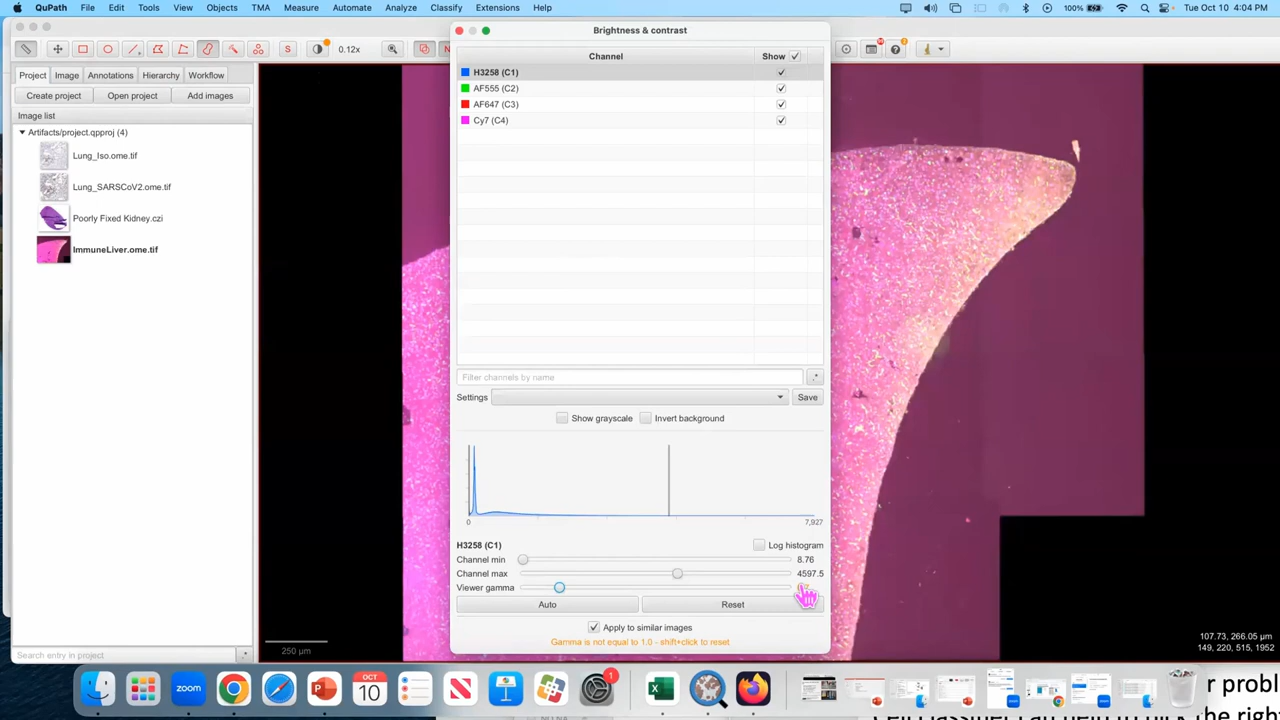 QuPath File Edit Tools View Objects TMA Measure Automate Analyze Classify Extensions Help 100% Tue Oct 10 4:04 PM
Brightness & contrast
S 0.12x
Project Image Annotations Hierarchy Workflow
Create project Open project Add images
Image list
Artifacts/project.qpproj (4)
Lung_Iso.ome.tif
Lung_SARSCoV2.ome.tif
Poorly Fixed Kidney.czi
ImmuneLiver.ome.tif
Channel Show
H3258 (C1)
AF555 (C2)
AF647 (C3)
Cy7 (C4)
Filter channels by name .*
Settings Save
Show grayscale Invert background
0 7,927
H3258 (C1) Log histogram
Channel min 8.76
Channel max 4597.5
Viewer gamma
Auto Reset
Apply to similar images
Gamma is not equal to 1.0 - shift+click to reset
250 μm
107.73, 266.05 μm
149, 220, 515, 1952
Search entry in project
zoom OCT 10 1